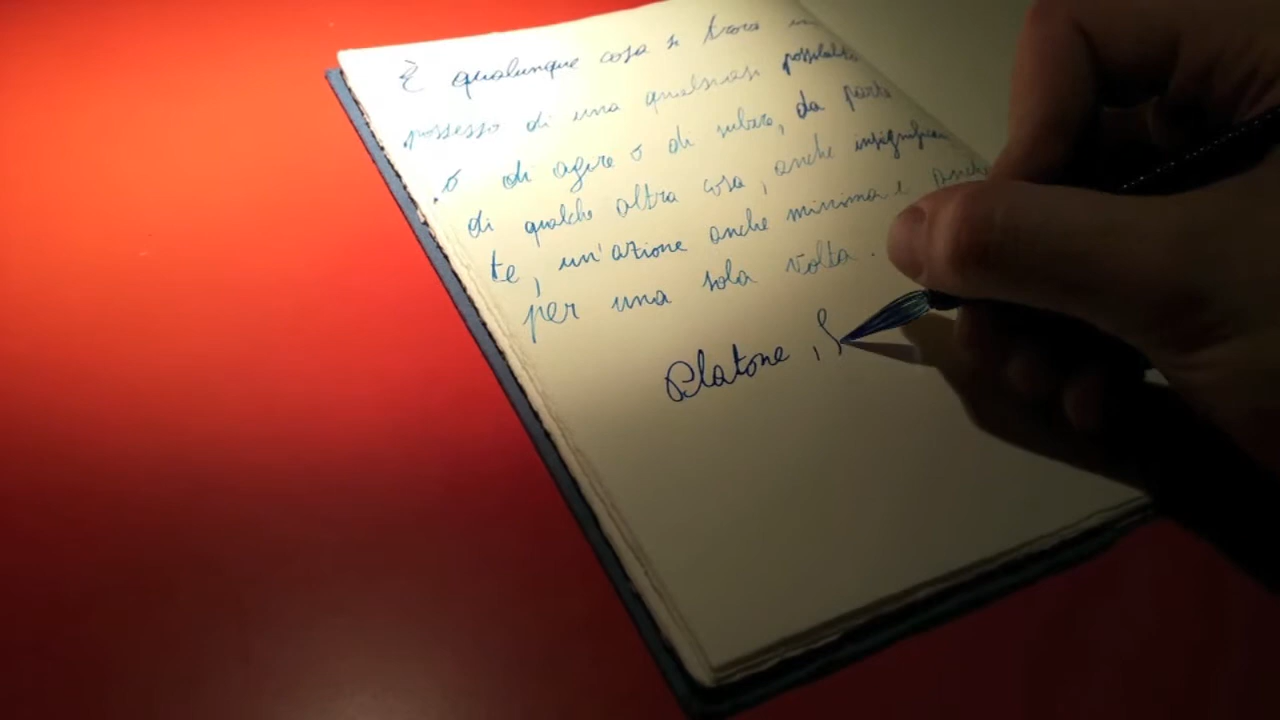 È qualunque cosa si trova in
possesso di una qualsiasi possibilità
o di agire o di subire, da parte
di qualche altra cosa, anche insignifican
te, un'azione anche minima e anche
per una sola volta.
Platone, S